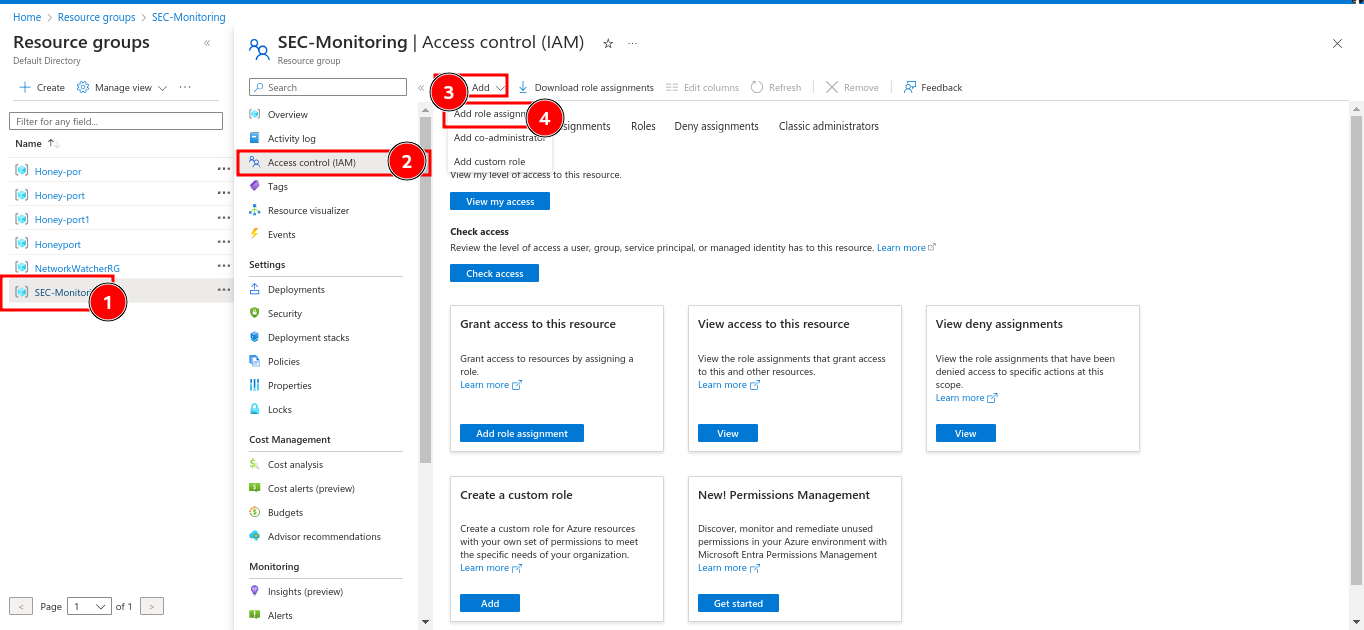 Home > Resource groups > SEC-Monitoring
Resource groups
Default Directory
«
+ Create
Manage view
...
Filter for any field...
Name ↑↓
Honey-por
...
Honey-port
...
Honey-port1
...
Honeyport
...
NetworkWatcherRG
...
SEC-Monitor
...
1
< Page 1 of 1 >
SEC-Monitoring | Access control (IAM)
...
Resource group
Search
«
Overview
Activity log
Access control (IAM)
2
Tags
Resource visualizer
Events
Settings
Deployments
Security
Deployment stacks
Policies
Properties
Locks
Cost Management
Cost analysis
Cost alerts (preview)
Budgets
Advisor recommendations
Monitoring
Insights (preview)
Alerts
3
Add
Download role assignments
Edit columns
Refresh
Remove
Feedback
Add role assignm
4
Add co-administrator
Add custom role
signments
Roles
Deny assignments
Classic administrators
View my level of access to this resource.
View my access
Check access
Review the level of access a user, group, service principal, or managed identity has to this resource. Learn more
Check access
Grant access to this resource
Grant access to resources by assigning a
role.
Learn more
Add role assignment
View access to this resource
View the role assignments that grant access
to this and other resources.
Learn more
View
View deny assignments
View the role assignments that have been
denied access to specific actions at this
scope.
Learn more
View
Create a custom role
Create a custom role for Azure resources
with your own set of permissions to meet
the specific needs of your organization.
Learn more
Add
New! Permissions Management
Discover, monitor and remediate unused
permissions in your Azure environment with
Microsoft Entra Permissions Management
Learn more
Get started